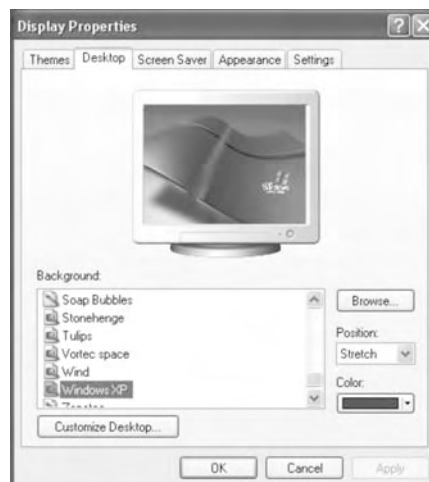 Display Properties
Themes Desktop Screen Saver Appearance Settings
Background:
Soap Bubbles
Stonehenge
Tulips
Vortec space
Wind
Windows XP
Browse...
Position:
Stretch
Color:
Customize Desktop...
OK Cancel Apply